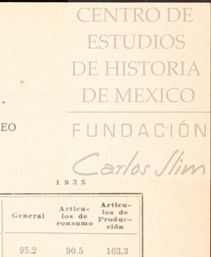 CENTRO DE
ESTUDIOS
DE HISTORIA
DE MEXICO
EO
FUNDACIÓN
Carlos Slim
1935
General
Artícu-
los de
consumo
Artícu-
los de
Produc-
ción
95.2 90.5 103.3